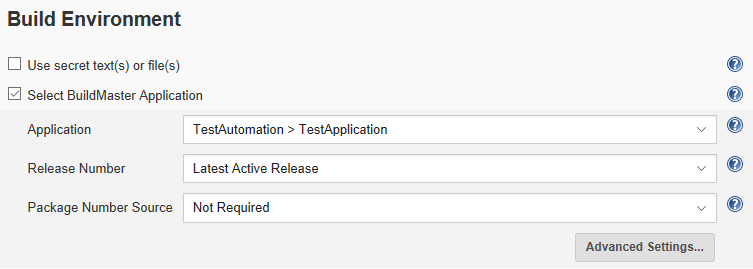 Build Environment
Use secret text(s) or file(s)
Select BuildMaster Application
Application TestAutomation > TestApplication
Release Number Latest Active Release
Package Number Source Not Required
Advanced Settings...